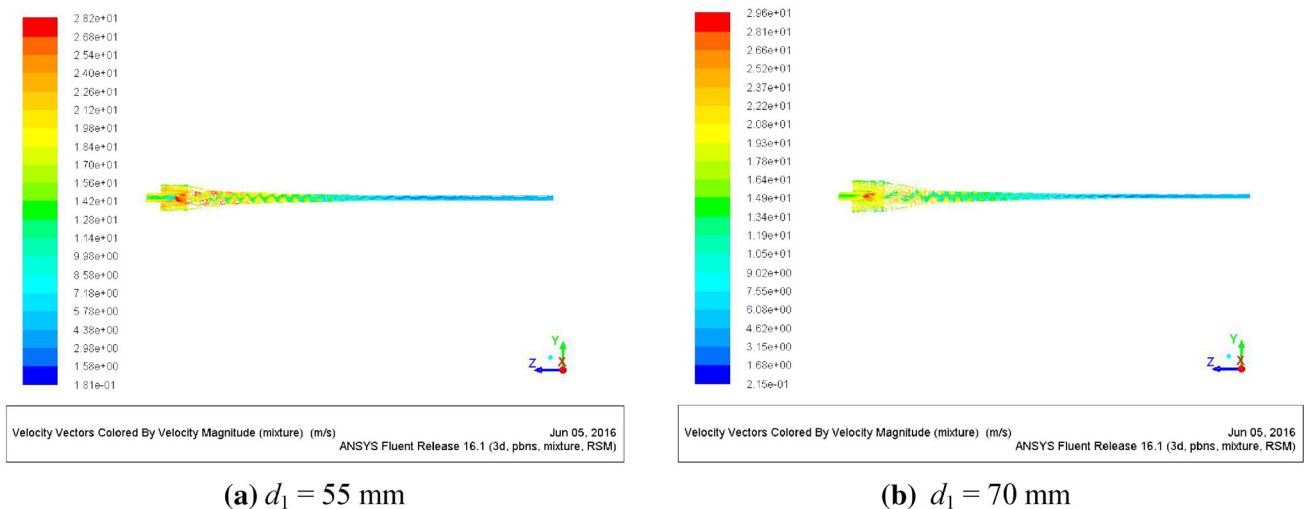 2.82e+01
2.68e+01
2.54e+01
2.40e+01
2.26e+01
2.12e+01
1.98e+01
1.84e+01
1.70e+01
1.56e+01
1.42e+01
1.28e+01
1.14e+01
9.98e+00
8.58e+00
7.18e+00
5.78e+00
4.38e+00
2.98e+00
1.58e+00
1.81e-01
Y
Z
X
Velocity Vectors Colored By Velocity Magnitude (mixture) (m/s)
Jun 05, 2016
ANSYS Fluent Release 16.1 (3d, pbns, mixture, RSM)
(a) d₁ = 55 mm
2.96e+01
2.81e+01
2.66e+01
2.52e+01
2.37e+01
2.22e+01
2.08e+01
1.93e+01
1.78e+01
1.64e+01
1.49e+01
1.34e+01
1.19e+01
1.05e+01
9.02e+00
7.55e+00
6.08e+00
4.62e+00
3.15e+00
1.68e+00
2.15e-01
Y
Z
X
Velocity Vectors Colored By Velocity Magnitude (mixture) (m/s)
Jun 05, 2016
ANSYS Fluent Release 16.1 (3d, pbns, mixture, RSM)
(b) d₁ = 70 mm